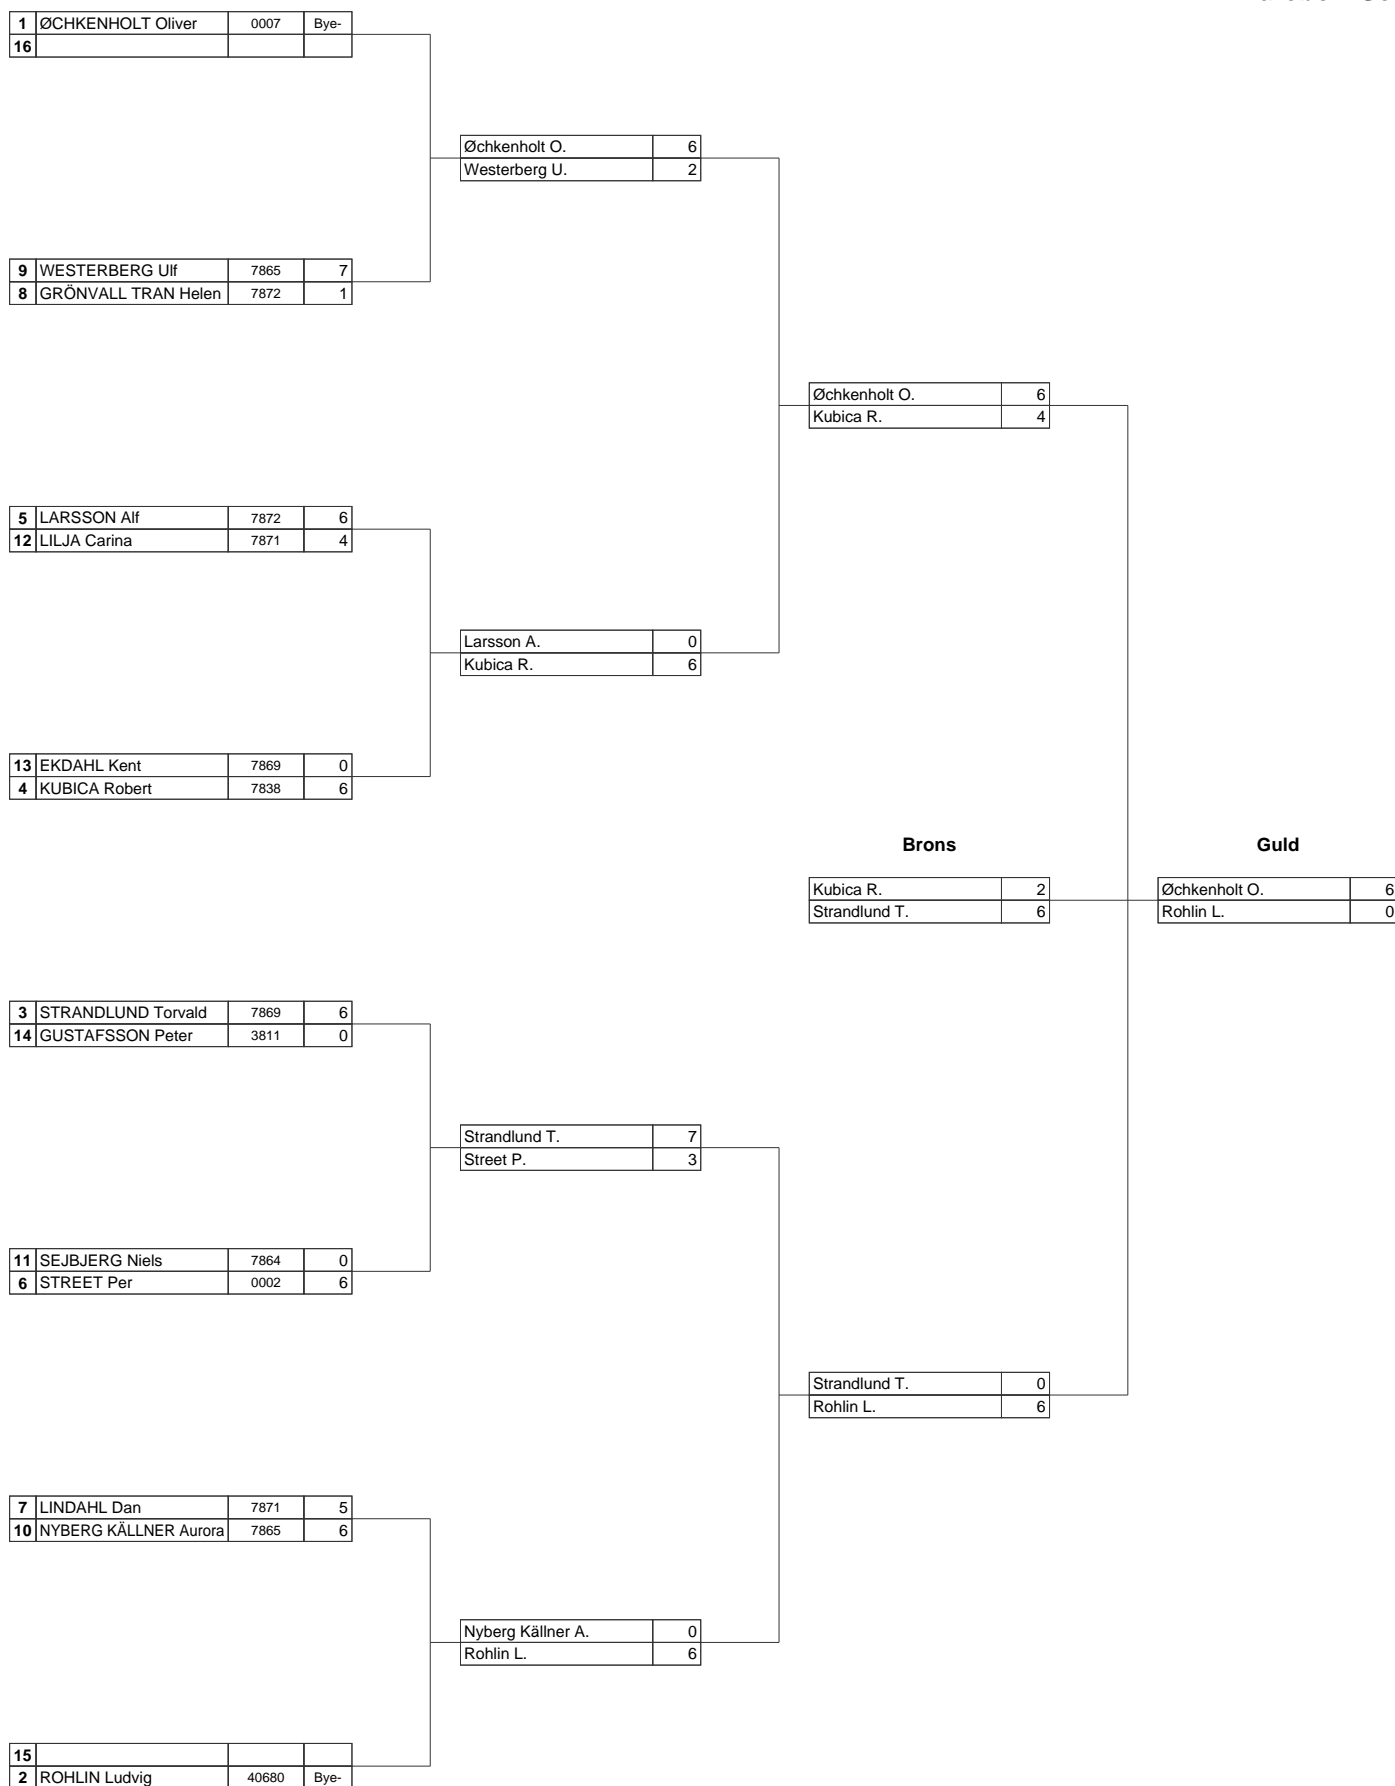 1 ØCHKENHOLT Oliver 0007 Bye-
16
Øchkenholt O. 6
Westerberg U. 2
9 WESTERBERG Ulf 7865 7
8 GRÖNVALL TRAN Helen 7872 1
Øchkenholt O. 6
Kubica R. 4
5 LARSSON Alf 7872 6
12 LILJA Carina 7871 4
Larsson A. 0
Kubica R. 6
13 EKDAHL Kent 7869 0
4 KUBICA Robert 7838 6
Brons Guld
Kubica R. 2 Øchkenholt O. 6
Strandlund T. 6 Rohlin L. 0
3 STRANDLUND Torvald 7869 6
14 GUSTAFSSON Peter 3811 0
Strandlund T. 7
Street P. 3
11 SEJBJERG Niels 7864 0
6 STREET Per 0002 6
Strandlund T. 0
Rohlin L. 6
7 LINDAHL Dan 7871 5
10 NYBERG KÄLLNER Aurora 7865 6
Nyberg Källner A. 0
Rohlin L. 6
15
2 ROHLIN Ludvig 40680 Bye-